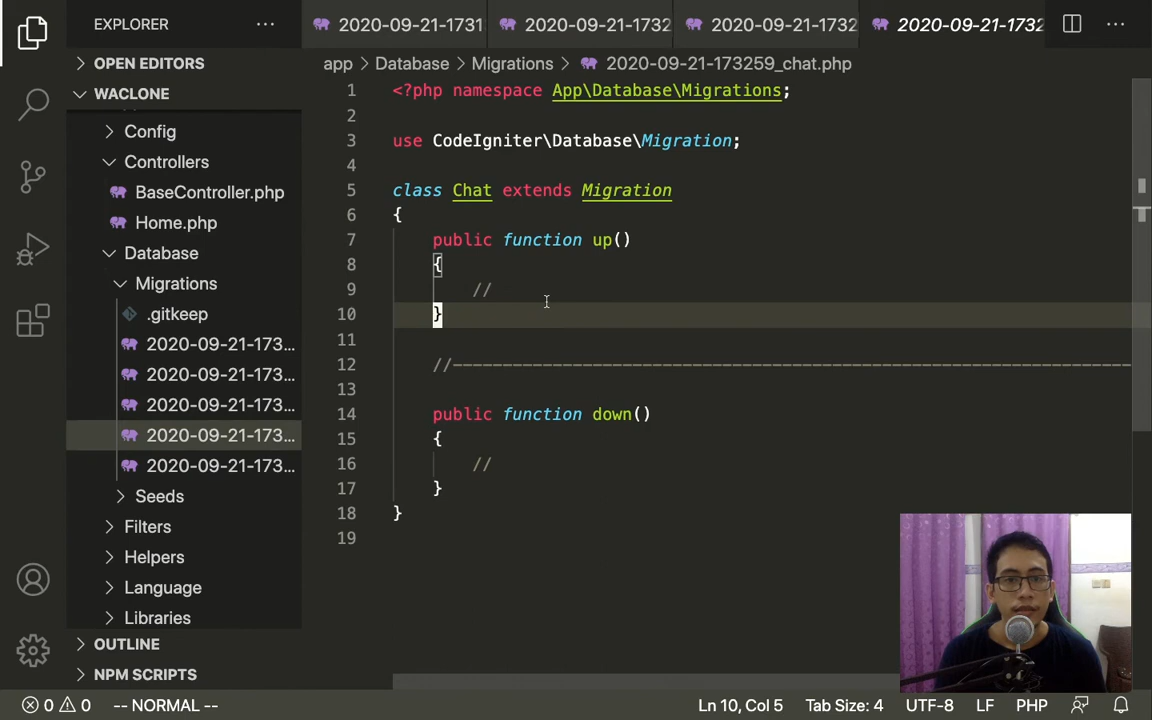 EXPLORER
2020-09-21-1731
2020-09-21-1732
2020-09-21-1732
2020-09-21-1732
OPEN EDITORS
WACLONE
Config
Controllers
BaseController.php
Home.php
Database
Migrations
.gitkeep
2020-09-21-173...
2020-09-21-173...
2020-09-21-173...
2020-09-21-173...
2020-09-21-173...
Seeds
Filters
Helpers
Language
Libraries
OUTLINE
NPM SCRIPTS
app > Database > Migrations > 2020-09-21-173259_chat.php
1 <?php namespace App\Database\Migrations;
2
3 use CodeIgniter\Database\Migration;
4
5 class Chat extends Migration
6 {
7 public function up()
8 {
9 //
10 }
11
12 //--------------------------------------------------------------------
13
14 public function down()
15 {
16 //
17 }
18 }
19
0 0 -- NORMAL -- Ln 10, Col 5 Tab Size: 4 UTF-8 LF PHP